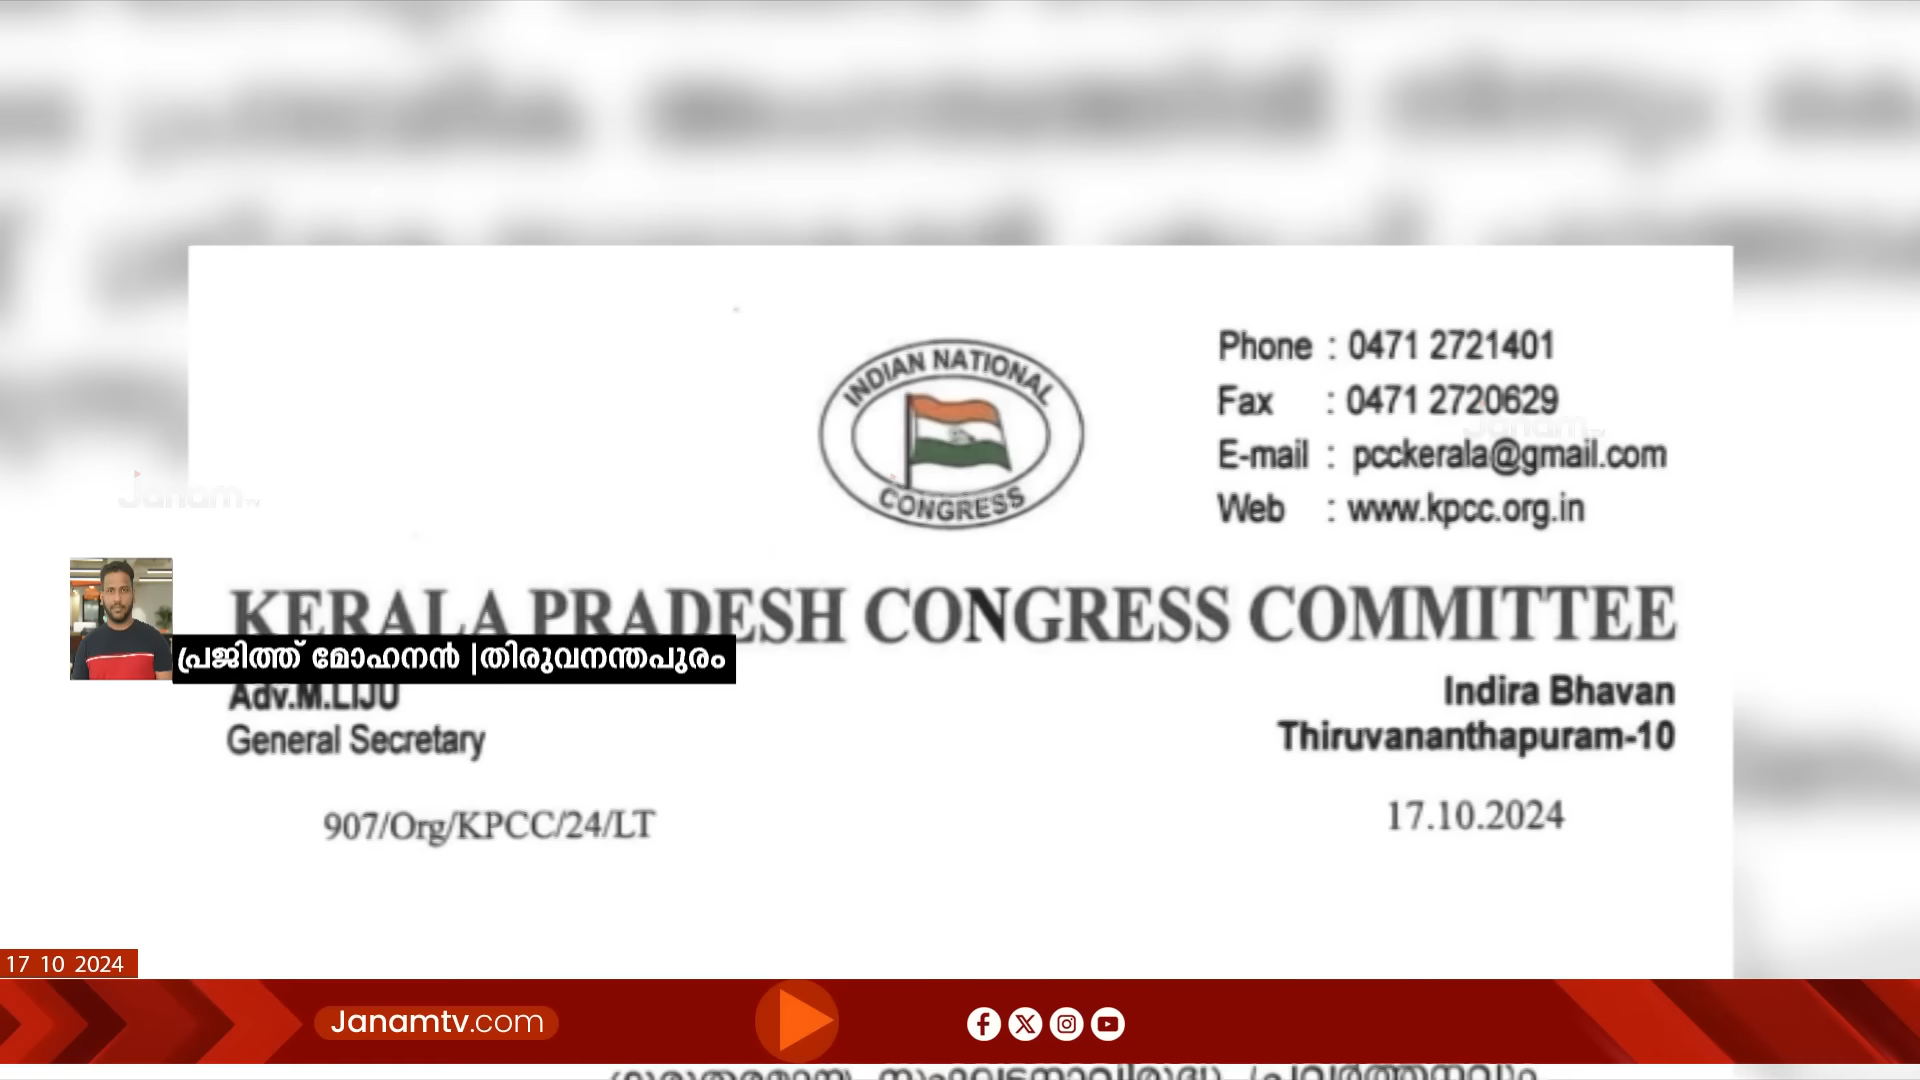 INDIAN NATIONAL
CONGRESS
Phone : 0471 2721401
Fax : 0471 2720629
E-mail : pcckerala@gmail.com
Web : www.kpcc.org.in
Janamtv
Janamtv
KERALA PRADESH CONGRESS COMMITTEE
പ്രജിത്ത് മോഹനൻ |തിരുവനന്തപുരം
Adv.M.LIJU
General Secretary
Indira Bhavan
Thiruvananthapuram-10
907/Org/KPCC/24/LT
17.10.2024
17 10 2024
Janamtv.com